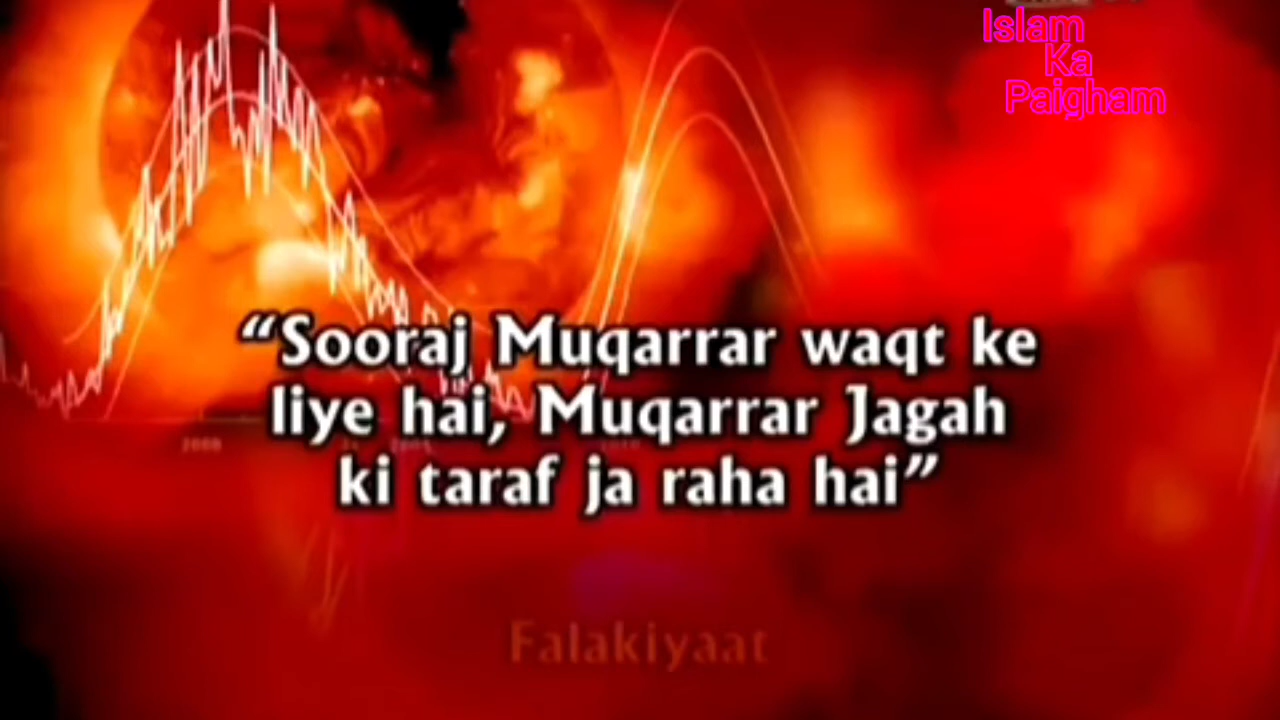 Islam
Ka
Paigham
“Sooraj Muqarrar waqt ke
liye hai, Muqarrar Jagah
ki taraf ja raha hai”
Falakiyaat